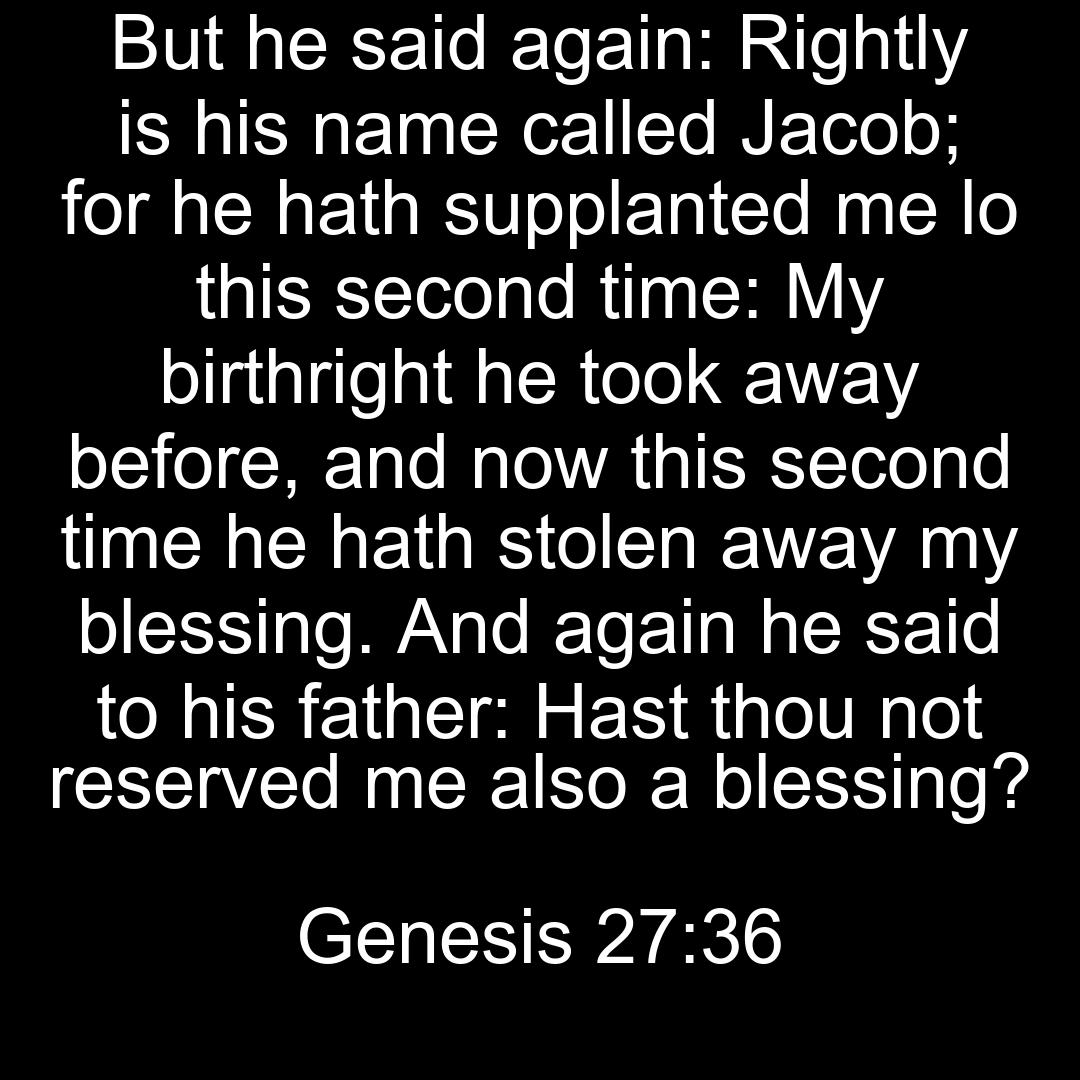 But he said again: Rightly
is his name called Jacob;
for he hath supplanted me lo
this second time: My
birthright he took away
before, and now this second
time he hath stolen away my
blessing. And again he said
to his father: Hast thou not
reserved me also a blessing?
Genesis 27:36